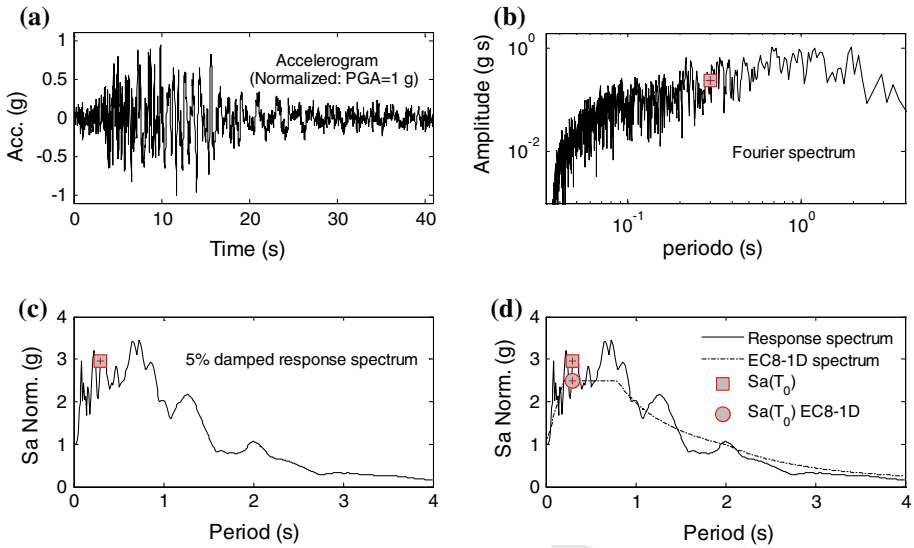 (a)
1
0.5
0
-0.5
-1
Acc. (g)
Accelerogram
(Normalized: PGA=1 g)
0 10 20 30 40
Time (s)
(b)
10^0
10^-2
Amplitude (g s)
Fourier spectrum
10^-1 10^0
periodo (s)
(c)
4
3
2
1
0
Sa Norm. (g)
5% damped response spectrum
0 1 2 3 4
Period (s)
(d)
4
3
2
1
0
Sa Norm. (g)
Response spectrum
EC8-1D spectrum
Sa(T_0)
Sa(T_0) EC8-1D
0 1 2 3 4
Period (s)